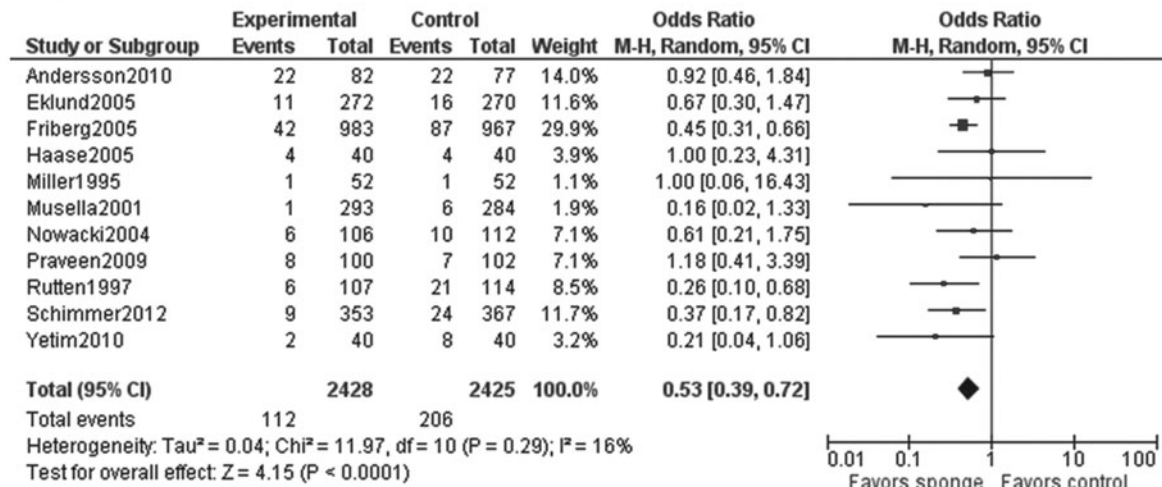 Experimental Control Odds Ratio Odds Ratio
Study or Subgroup Events Total Events Total Weight M-H, Random, 95% CI M-H, Random, 95% CI
Andersson2010 22 82 22 77 14.0% 0.92 [0.46, 1.84]
Eklund2005 11 272 16 270 11.6% 0.67 [0.30, 1.47]
Friberg2005 42 983 87 967 29.9% 0.45 [0.31, 0.66]
Haase2005 4 40 4 40 3.9% 1.00 [0.23, 4.31]
Miller1995 1 52 1 52 1.1% 1.00 [0.06, 16.43]
Musella2001 1 293 6 284 1.9% 0.16 [0.02, 1.33]
Nowacki2004 6 106 10 112 7.1% 0.61 [0.21, 1.75]
Praveen2009 8 100 7 102 7.1% 1.18 [0.41, 3.39]
Rutten1997 6 107 21 114 8.5% 0.26 [0.10, 0.68]
Schimmer2012 9 353 24 367 11.7% 0.37 [0.17, 0.82]
Yetim2010 2 40 8 40 3.2% 0.21 [0.04, 1.06]
Total (95% CI) 2428 2425 100.0% 0.53 [0.39, 0.72]
Total events 112 206
Heterogeneity: Tau² = 0.04; Chi² = 11.97, df = 10 (P = 0.29); I² = 16%
Test for overall effect: Z = 4.15 (P < 0.0001)
0.01 0.1 1 10 100
Favors sponge Favors control